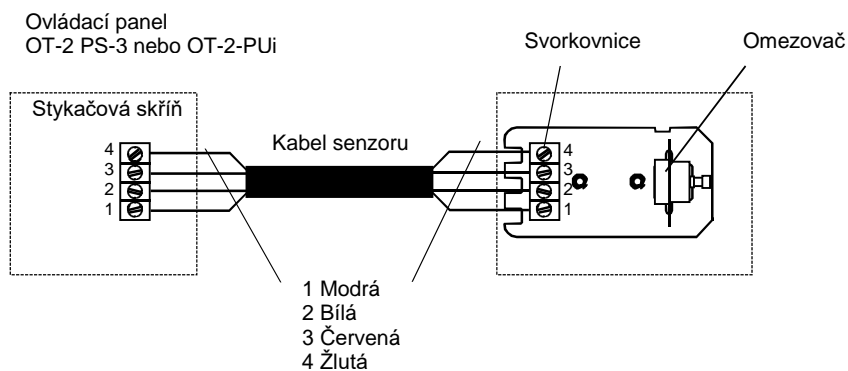 Ovládací panel
OT-2 PS-3 nebo OT-2-PUi
Svorkovnice
Omezovač
Stykačová skříň
Kabel senzoru
4
3
2
1
4
3
2
1
1 Modrá
2 Bílá
3 Červená
4 Žlutá